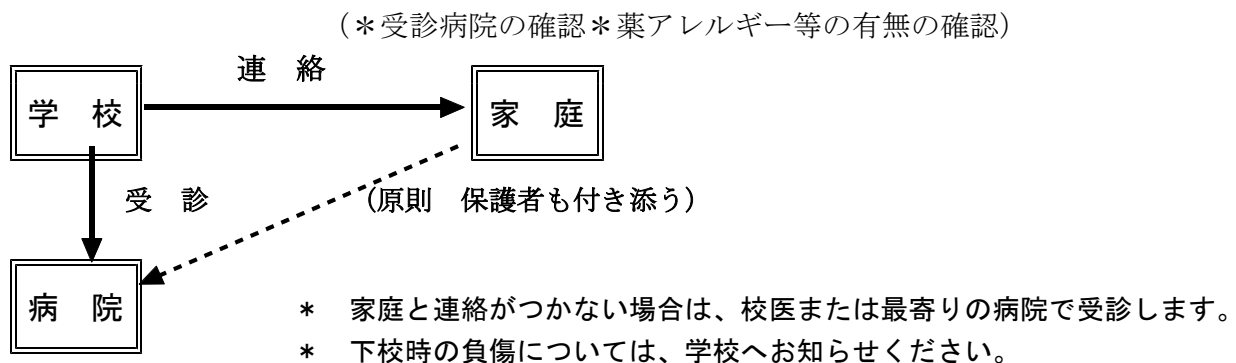 (＊受診病院の確認＊薬アレルギー等の有無の確認)
連　絡
学　校
家　庭
受　診
(原則　保護者も付き添う)
病　院
＊　家庭と連絡がつかない場合は、校医または最寄りの病院で受診します。
＊　下校時の負傷については、学校へお知らせください。